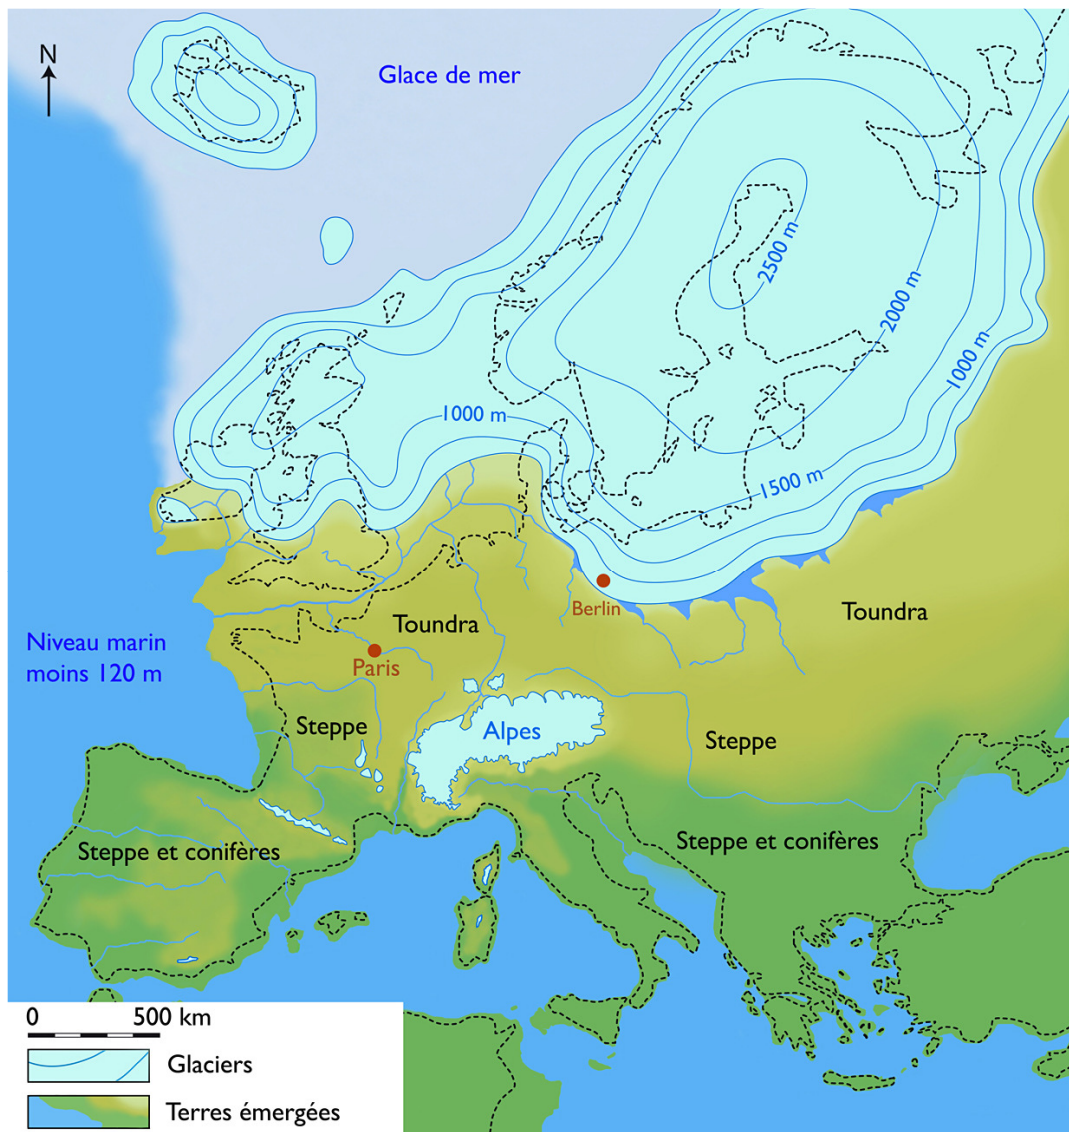 N
Glace de mer
2500 m
2000 m
1000 m
1000 m
1500 m
Berlin
Toundra
Toundra
Niveau marin
moins 120 m
Paris
Steppe
Alpes
Steppe
Steppe et conifères
Steppe et conifères
0 500 km
Glaciers
Terres émergées